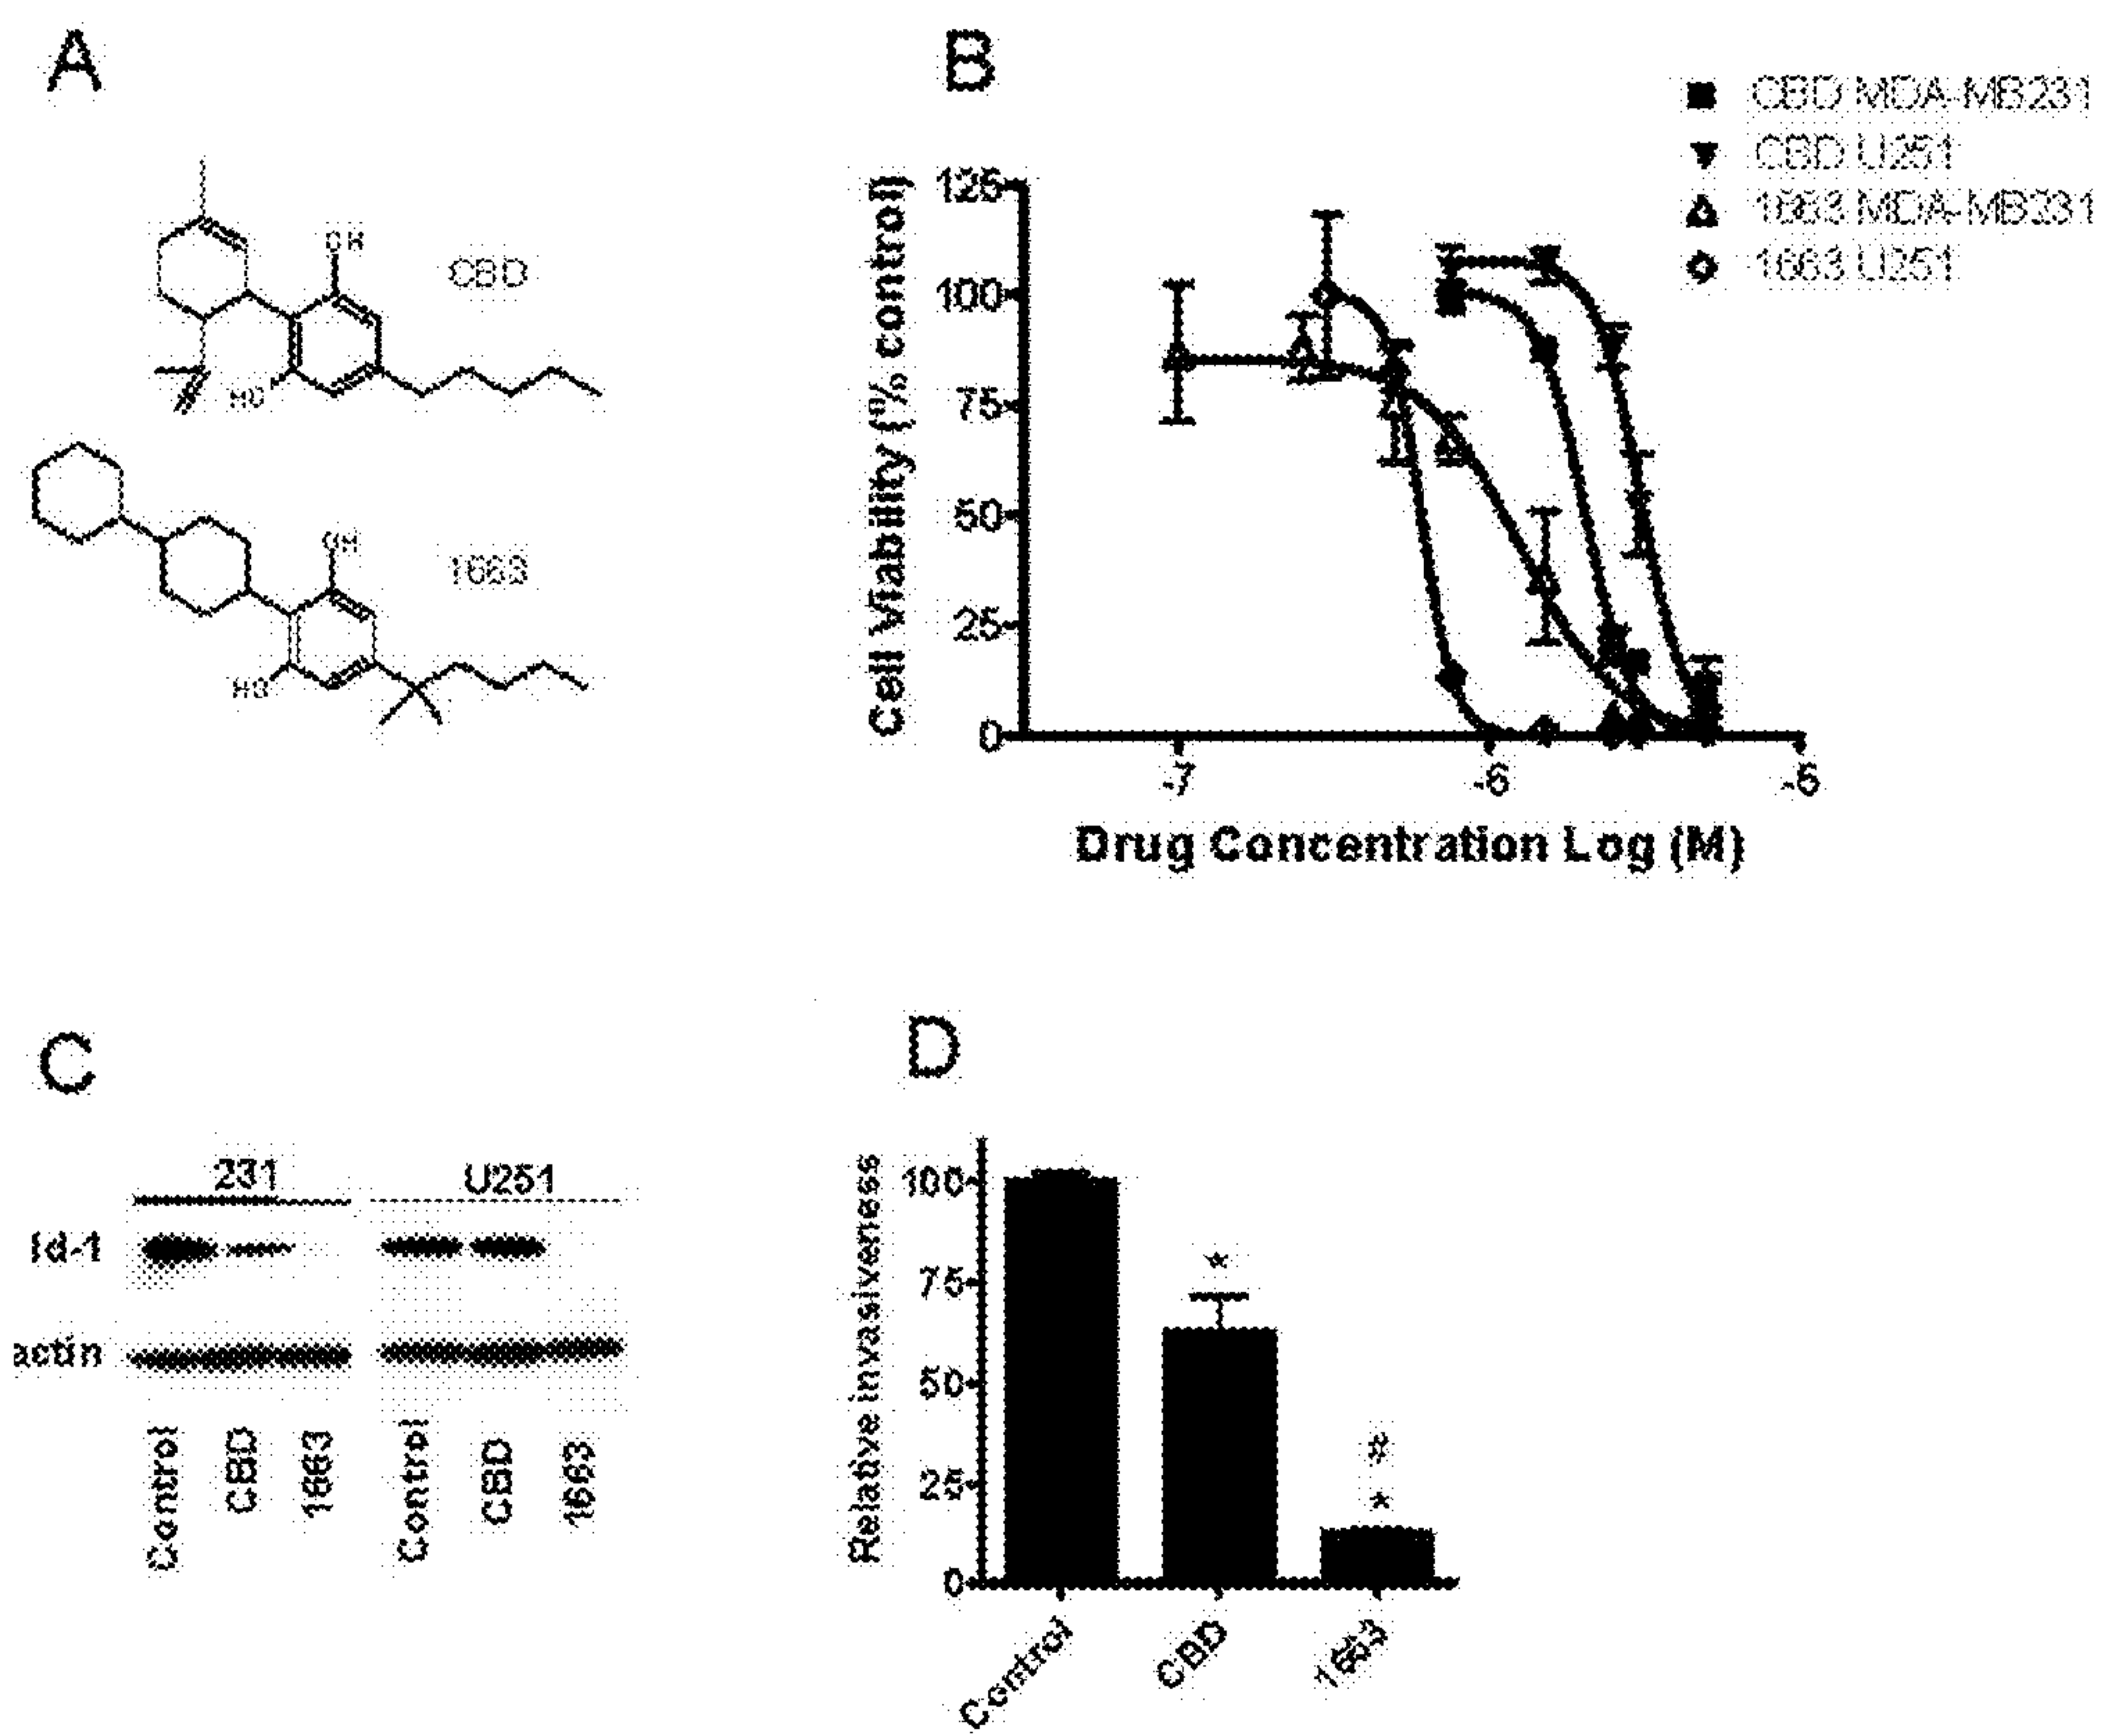 A
OH
CBD
HO
OH
1663
HO
B
CBD MDA-MB231
CBD U251
1663 MDA-MB231
1663 U251
Cell Viability (% control)
125
100
75
50
25
0
-7
-6
-5
Drug Concentration Log (M)
C
231
U251
Id-1
actin
Control
CBD
1663
Control
CBD
1663
D
Relative invasiveness
100
75
50
25
0
*
#
*
Control
CBD
1663